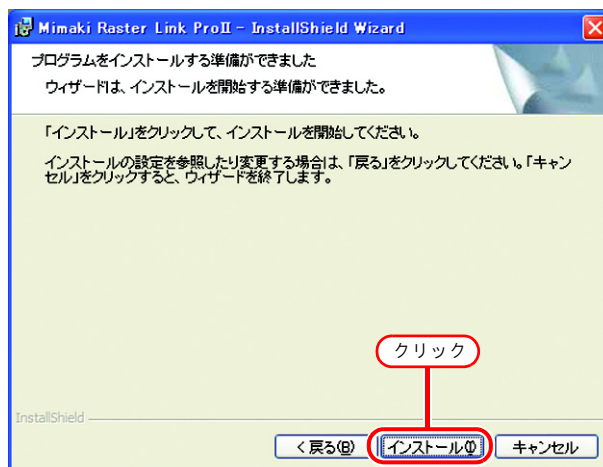 Mimaki Raster Link ProII - InstallShield Wizard
プログラムをインストールする準備ができました
ウィザードは、インストールを開始する準備ができました。
「インストール」をクリックして、インストールを開始してください。
インストールの設定を参照したり変更する場合は、「戻る」をクリックしてください。「キャン
セル」をクリックすると、ウィザードを終了します。
クリック
InstallShield
< 戻る(B)
インストール(I)
キャンセル